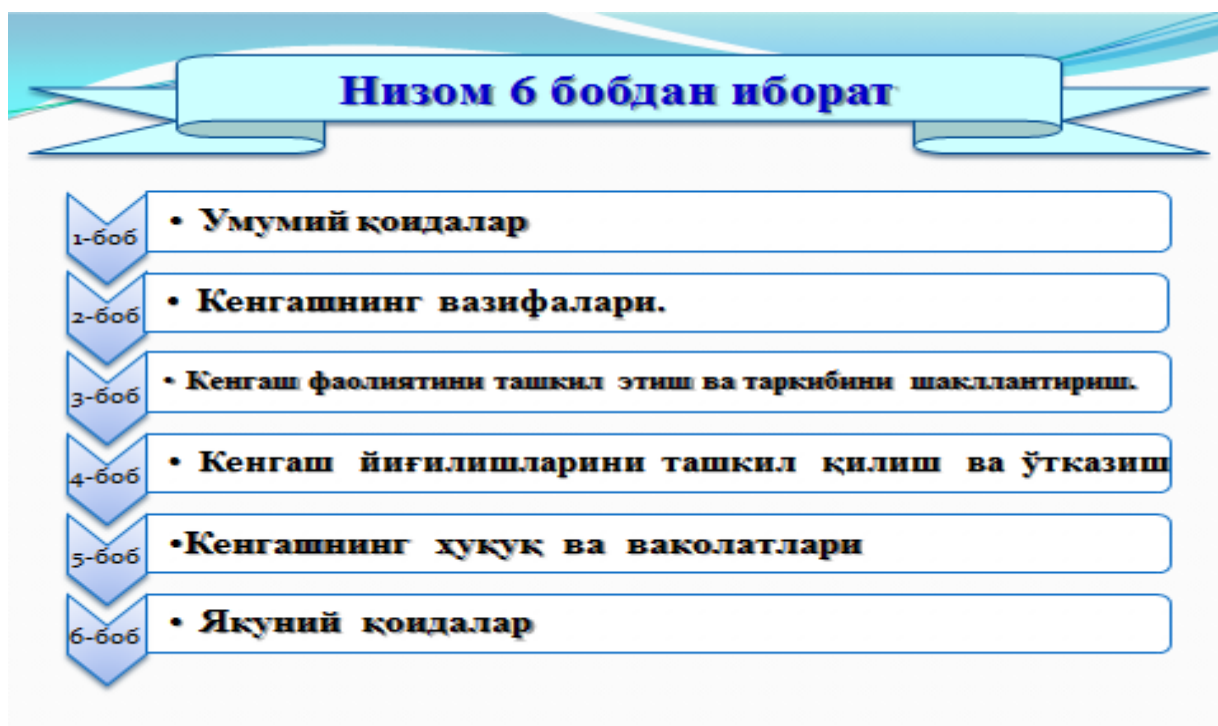 Низом 6 бобдан иборат
1-боб
• Умумий қоидалар
2-боб
• Кенгашнинг вазифалари.
3-боб
• Кенгаш фаолиятини ташкил этиш ва таркибини шакллантириш.
4-боб
• Кенгаш йиғилишларини ташкил қилиш ва ўтказиш
5-боб
•Кенгашнинг ҳуқуқ ва ваколатлари
6-боб
• Якуний қоидалар